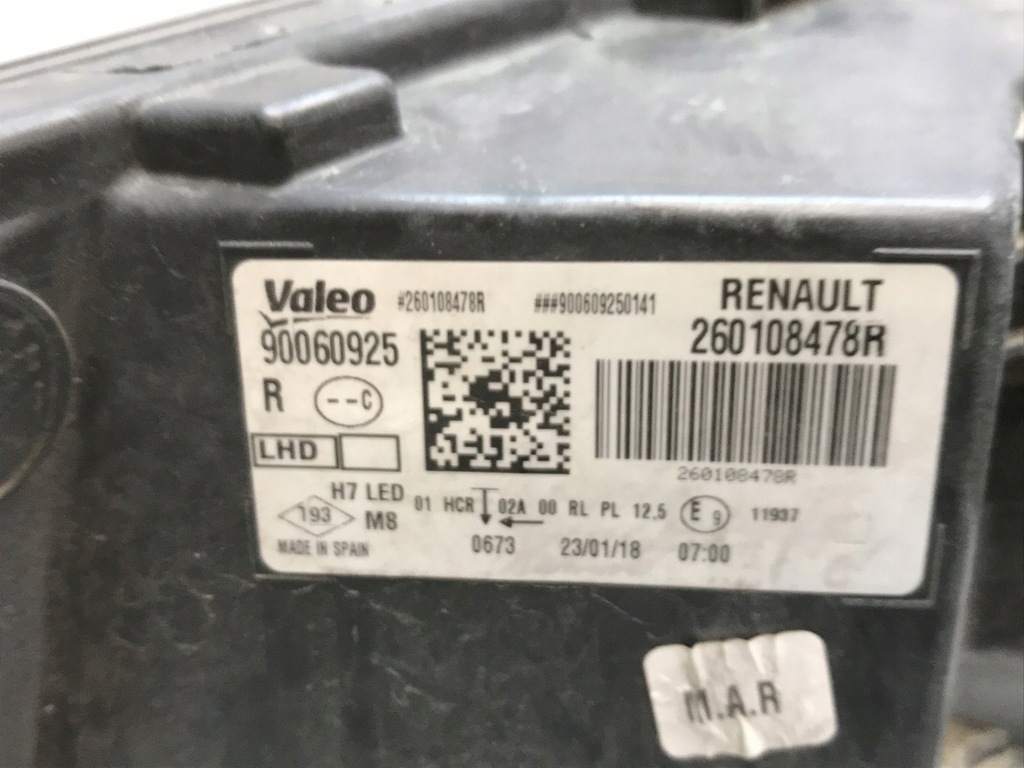 Valeo #260108478R ###900609250141 RENAULT
90060925 260108478R
R --C
LHD
260108478R
H7 LED 01 HCR 02A 00 RL PL 12.5 E9 11937
193 M8
MADE IN SPAIN 0673 23/01/18 07:00
M.A.R